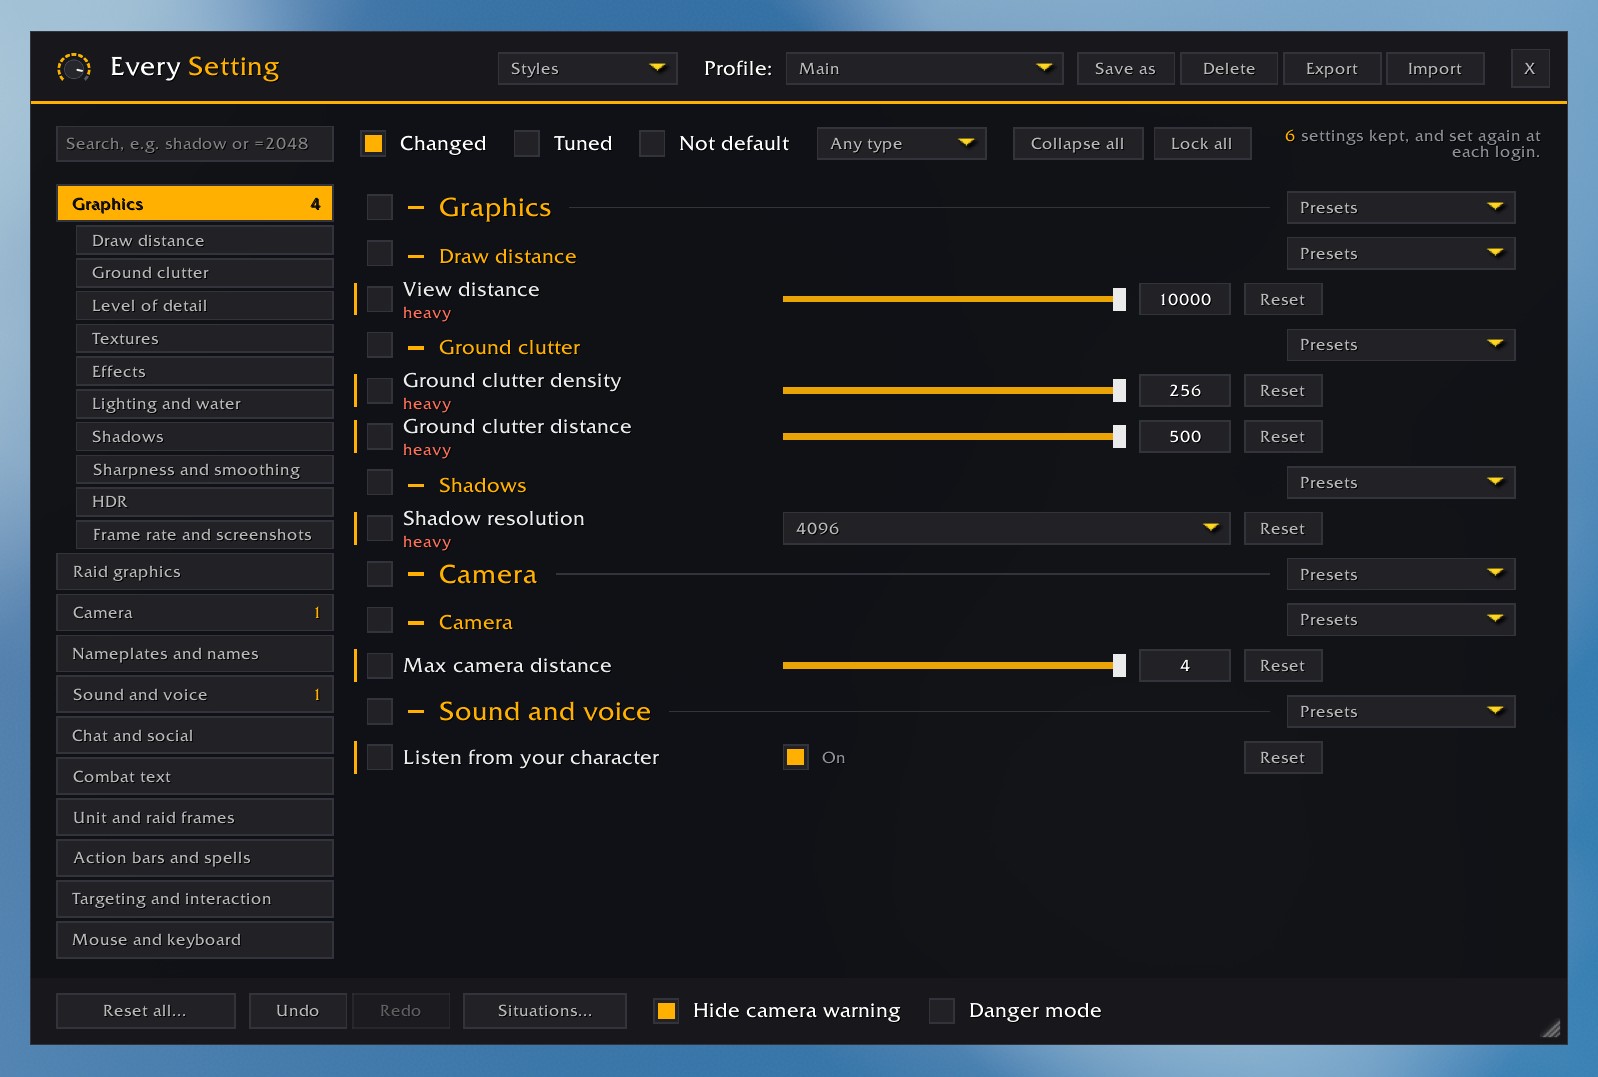 Every Setting
Styles
Profile:
Main
Save as
Delete
Export
Import
X
Search, e.g. shadow or =2048
Changed
Tuned
Not default
Any type
Collapse all
Lock all
6 settings kept, and set again at
each login.
Graphics 4
Draw distance
Ground clutter
Level of detail
Textures
Effects
Lighting and water
Shadows
Sharpness and smoothing
HDR
Frame rate and screenshots
Raid graphics
Camera 1
Nameplates and names
Sound and voice 1
Chat and social
Combat text
Unit and raid frames
Action bars and spells
Targeting and interaction
Mouse and keyboard
Graphics
Presets
Draw distance
Presets
View distance
heavy
10000
Reset
Ground clutter
Presets
Ground clutter density
heavy
256
Reset
Ground clutter distance
heavy
500
Reset
Shadows
Presets
Shadow resolution
heavy
4096
Reset
Camera
Presets
Camera
Presets
Max camera distance
4
Reset
Sound and voice
Presets
Listen from your character
On
Reset
Reset all...
Undo
Redo
Situations...
Hide camera warning
Danger mode